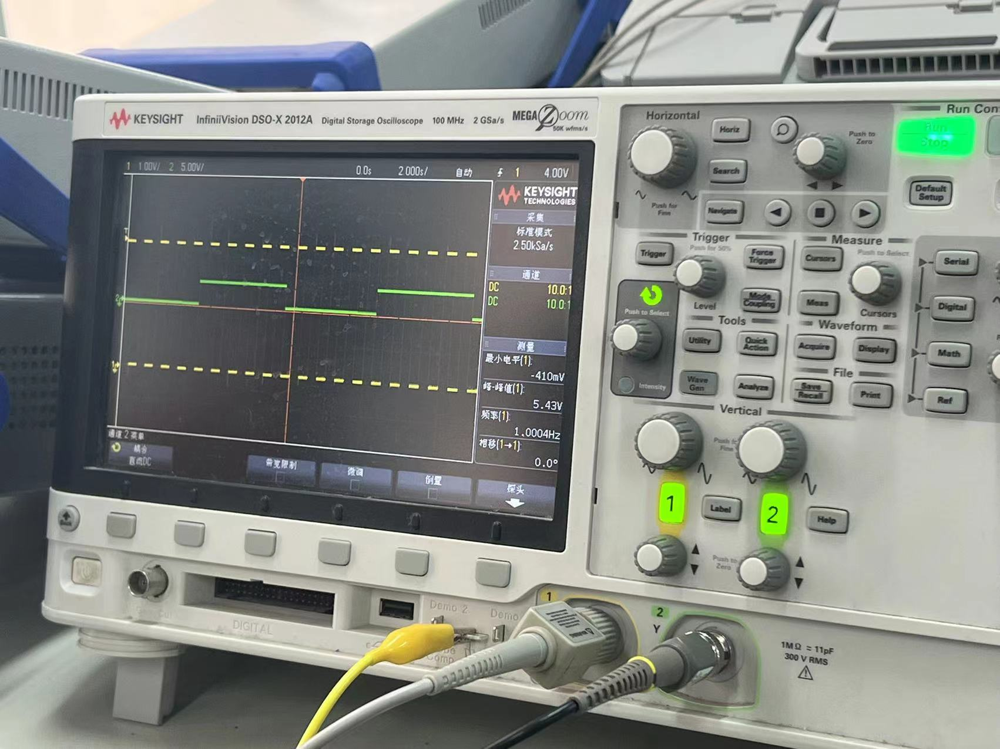 KEYSIGHT InfiniiVision DSO-X 2012A Digital Storage Oscilloscope 100 MHz 2 GSa/s MEGA Zoom
50K wfms/s
1 1.00V/ 2 5.00V/ 0.0s 2.000s/ 自动 1 4.00V
KEYSIGHT
TECHNOLOGIES
采集
标准模式
2.50kSa/s
通道
DC 10.0:1
DC 10.0:1
测量
最小电平(1):
-410mV
峰-峰值(1):
5.43V
频率(1):
1.0004Hz
相移(1→1):
0.0°
T
2
1
通道 2 菜单
耦合
直流DC
带宽限制
微调
倒置
探头
Back
DIGITAL
Demo 2
Demo
Comp
Horizontal
Horiz
Search
Navigate
Push for
Fine
Push to
Zero
Run Con
Run
Stop
Default
Setup
Trigger
Push for 50%
Trigger
Force
Trigger
Mode
Coupling
Level
Measure
Push to Select
Cursors
Meas
Cursors
Push to Select
Intensity
Tools
Utility
Quick
Action
Wave
Gen
Analyze
Waveform
Acquire
Display
File
Save
Recall
Print
Serial
Digital
Math
Ref
Vertical
Push for
Fine
1
Label
2
Help
Push to
Zero
1
2
Y
1MΩ ≂ 11pF
300 V RMS